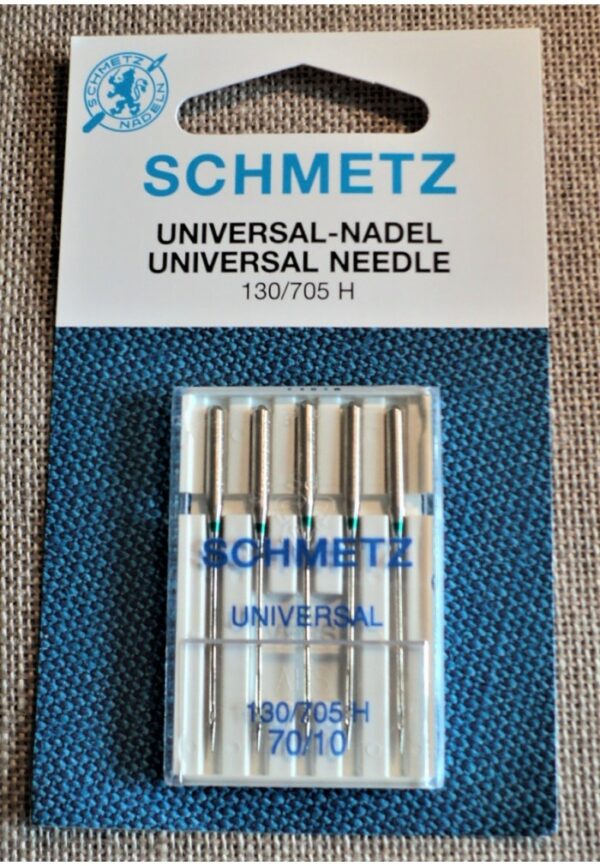 SCHMETZ
NADELN
SCHMETZ
UNIVERSAL-NADEL
UNIVERSAL NEEDLE
130/705 H
SCHMETZ
UNIVERSAL
130/705 H
70/10